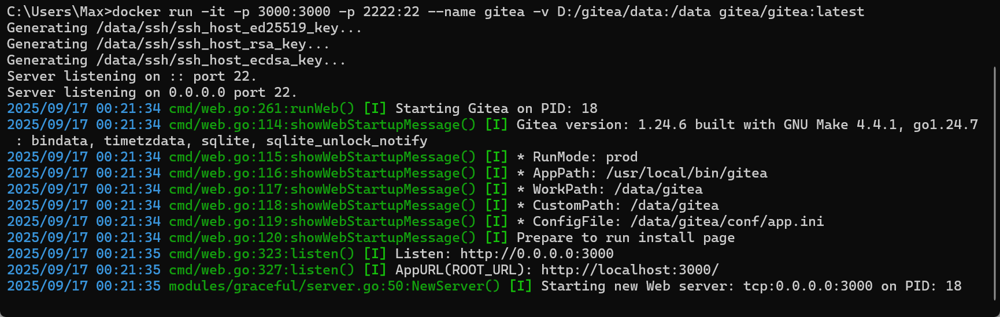 C:\Users\Max>docker run -it -p 3000:3000 -p 2222:22 --name gitea -v D:/gitea/data:/data gitea/gitea:latest
Generating /data/ssh/ssh_host_ed25519_key...
Generating /data/ssh/ssh_host_rsa_key...
Generating /data/ssh/ssh_host_ecdsa_key...
Server listening on :: port 22.
Server listening on 0.0.0.0 port 22.
2025/09/17 00:21:34 cmd/web.go:261:runWeb() [I] Starting Gitea on PID: 18
2025/09/17 00:21:34 cmd/web.go:114:showWebStartupMessage() [I] Gitea version: 1.24.6 built with GNU Make 4.4.1, go1.24.7
 : bindata, timetzdata, sqlite, sqlite_unlock_notify
2025/09/17 00:21:34 cmd/web.go:115:showWebStartupMessage() [I] * RunMode: prod
2025/09/17 00:21:34 cmd/web.go:116:showWebStartupMessage() [I] * AppPath: /usr/local/bin/gitea
2025/09/17 00:21:34 cmd/web.go:117:showWebStartupMessage() [I] * WorkPath: /data/gitea
2025/09/17 00:21:34 cmd/web.go:118:showWebStartupMessage() [I] * CustomPath: /data/gitea
2025/09/17 00:21:34 cmd/web.go:119:showWebStartupMessage() [I] * ConfigFile: /data/gitea/conf/app.ini
2025/09/17 00:21:34 cmd/web.go:120:showWebStartupMessage() [I] Prepare to run install page
2025/09/17 00:21:35 cmd/web.go:323:listen() [I] Listen: http://0.0.0.0:3000
2025/09/17 00:21:35 cmd/web.go:327:listen() [I] AppURL(ROOT_URL): http://localhost:3000/
2025/09/17 00:21:35 modules/graceful/server.go:50:NewServer() [I] Starting new Web server: tcp:0.0.0.0:3000 on PID: 18